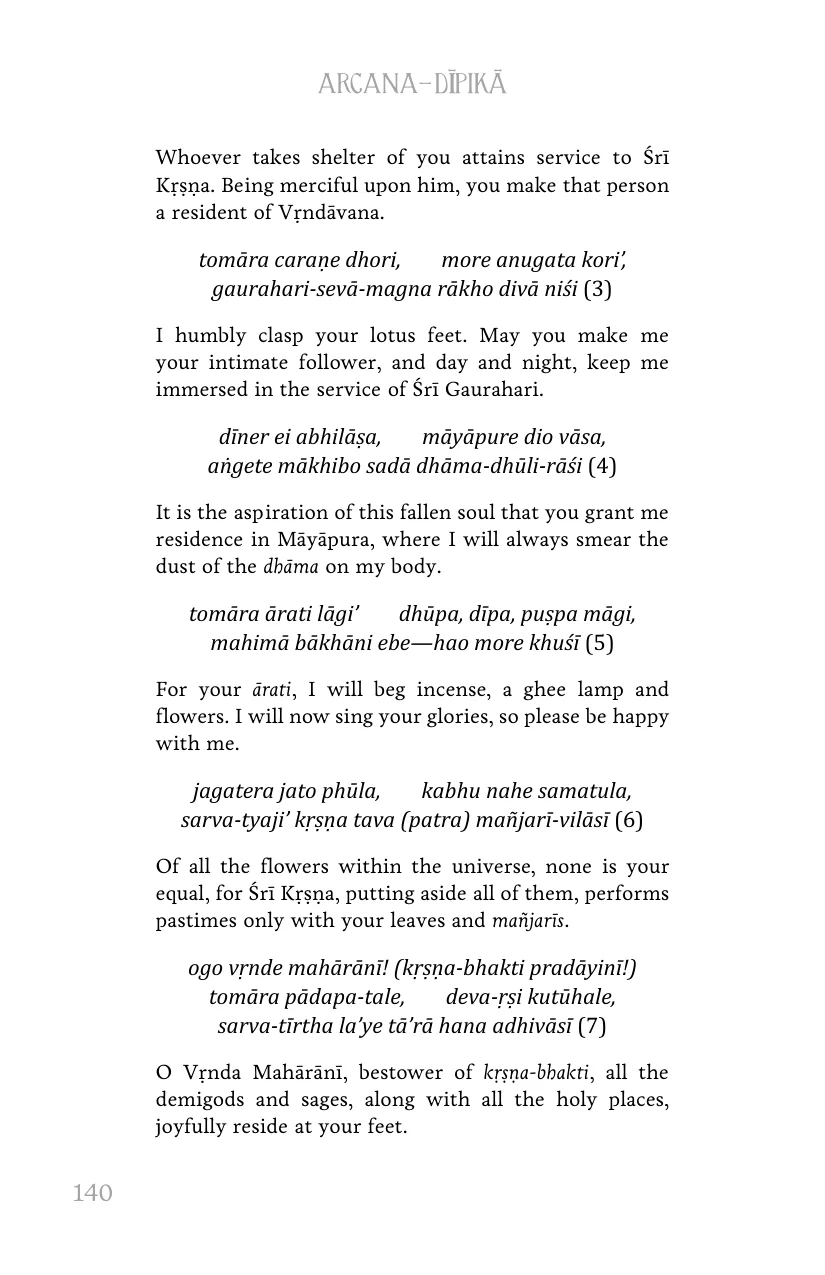 ARCANA–DĪPIKĀ
Whoever takes shelter of you attains service to Śrī
Kṛṣṇa. Being merciful upon him, you make that person
a resident of Vṛndāvana.
tomāra caraṇe dhori, more anugata kori’,
gaurahari-sevā-magna rākho divā niśi (3)
I humbly clasp your lotus feet. May you make me
your intimate follower, and day and night, keep me
immersed in the service of Śrī Gaurahari.
dīner ei abhilāṣa, māyāpure dio vāsa,
aṅgete mākhibo sadā dhāma-dhūli-rāśi (4)
It is the aspiration of this fallen soul that you grant me
residence in Māyāpura, where I will always smear the
dust of the dhāma on my body.
tomāra ārati lāgi’ dhūpa, dīpa, puṣpa māgi,
mahimā bākhāni ebe—hao more khuśī (5)
For your ārati, I will beg incense, a ghee lamp and
flowers. I will now sing your glories, so please be happy
with me.
jagatera jato phūla, kabhu nahe samatula,
sarva-tyaji’ kṛṣṇa tava (patra) mañjarī-vilāsī (6)
Of all the flowers within the universe, none is your
equal, for Śrī Kṛṣṇa, putting aside all of them, performs
pastimes only with your leaves and mañjarīs.
ogo vṛnde mahārānī! (kṛṣṇa-bhakti pradāyinī!)
tomāra pādapa-tale, deva-ṛṣi kutūhale,
sarva-tīrtha la’ye tā’rā hana adhivāsī (7)
O Vṛnda Mahārānī, bestower of kṛṣṇa-bhakti, all the
demigods and sages, along with all the holy places,
joyfully reside at your feet.
140